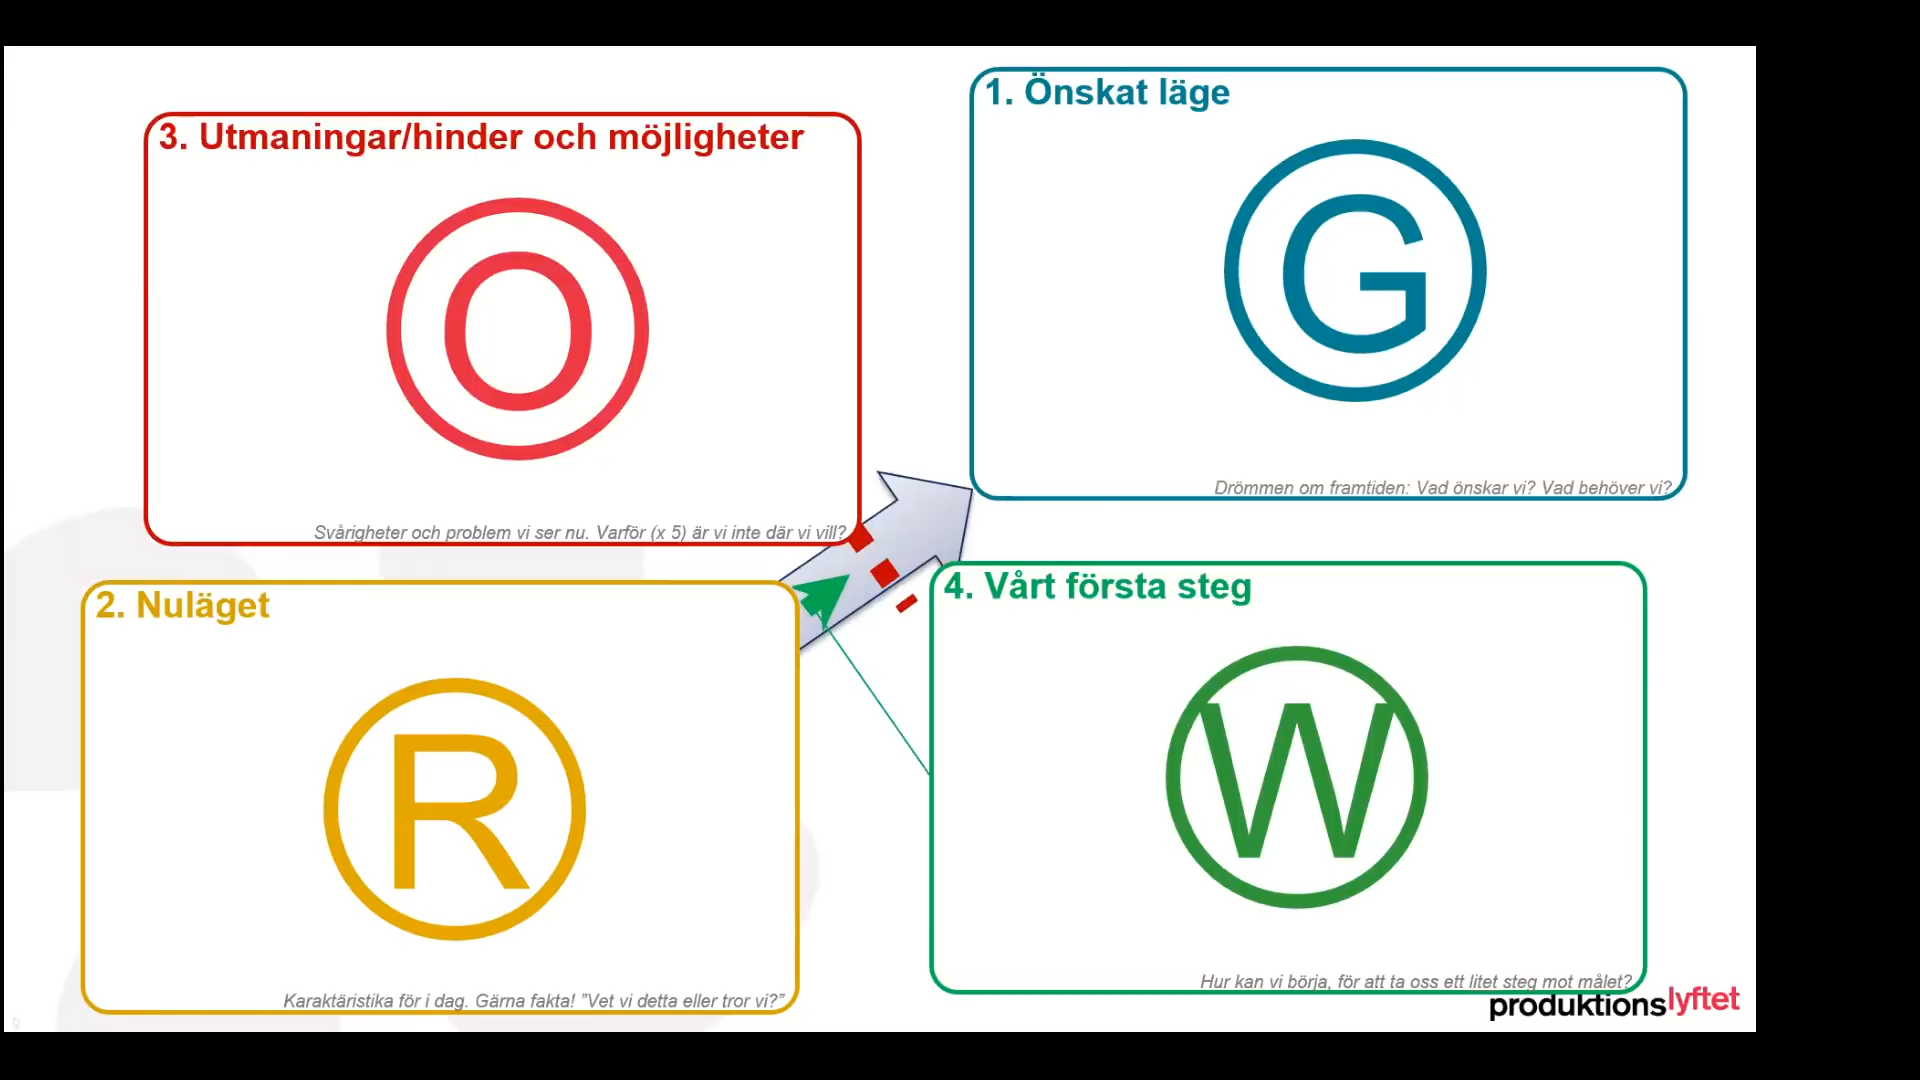 1. Önskat läge
G
Drömmen om framtiden: Vad önskar vi? Vad behöver vi?
2. Nuläget
R
Karaktäristika för i dag. Gärna fakta! ”Vet vi detta eller tror vi?”
3. Utmaningar/hinder och möjligheter
O
Svårigheter och problem vi ser nu. Varför (x 5) är vi inte där vi vill?
4. Vårt första steg
W
Hur kan vi börja, för att ta oss ett litet steg mot målet?
produktionslyftet